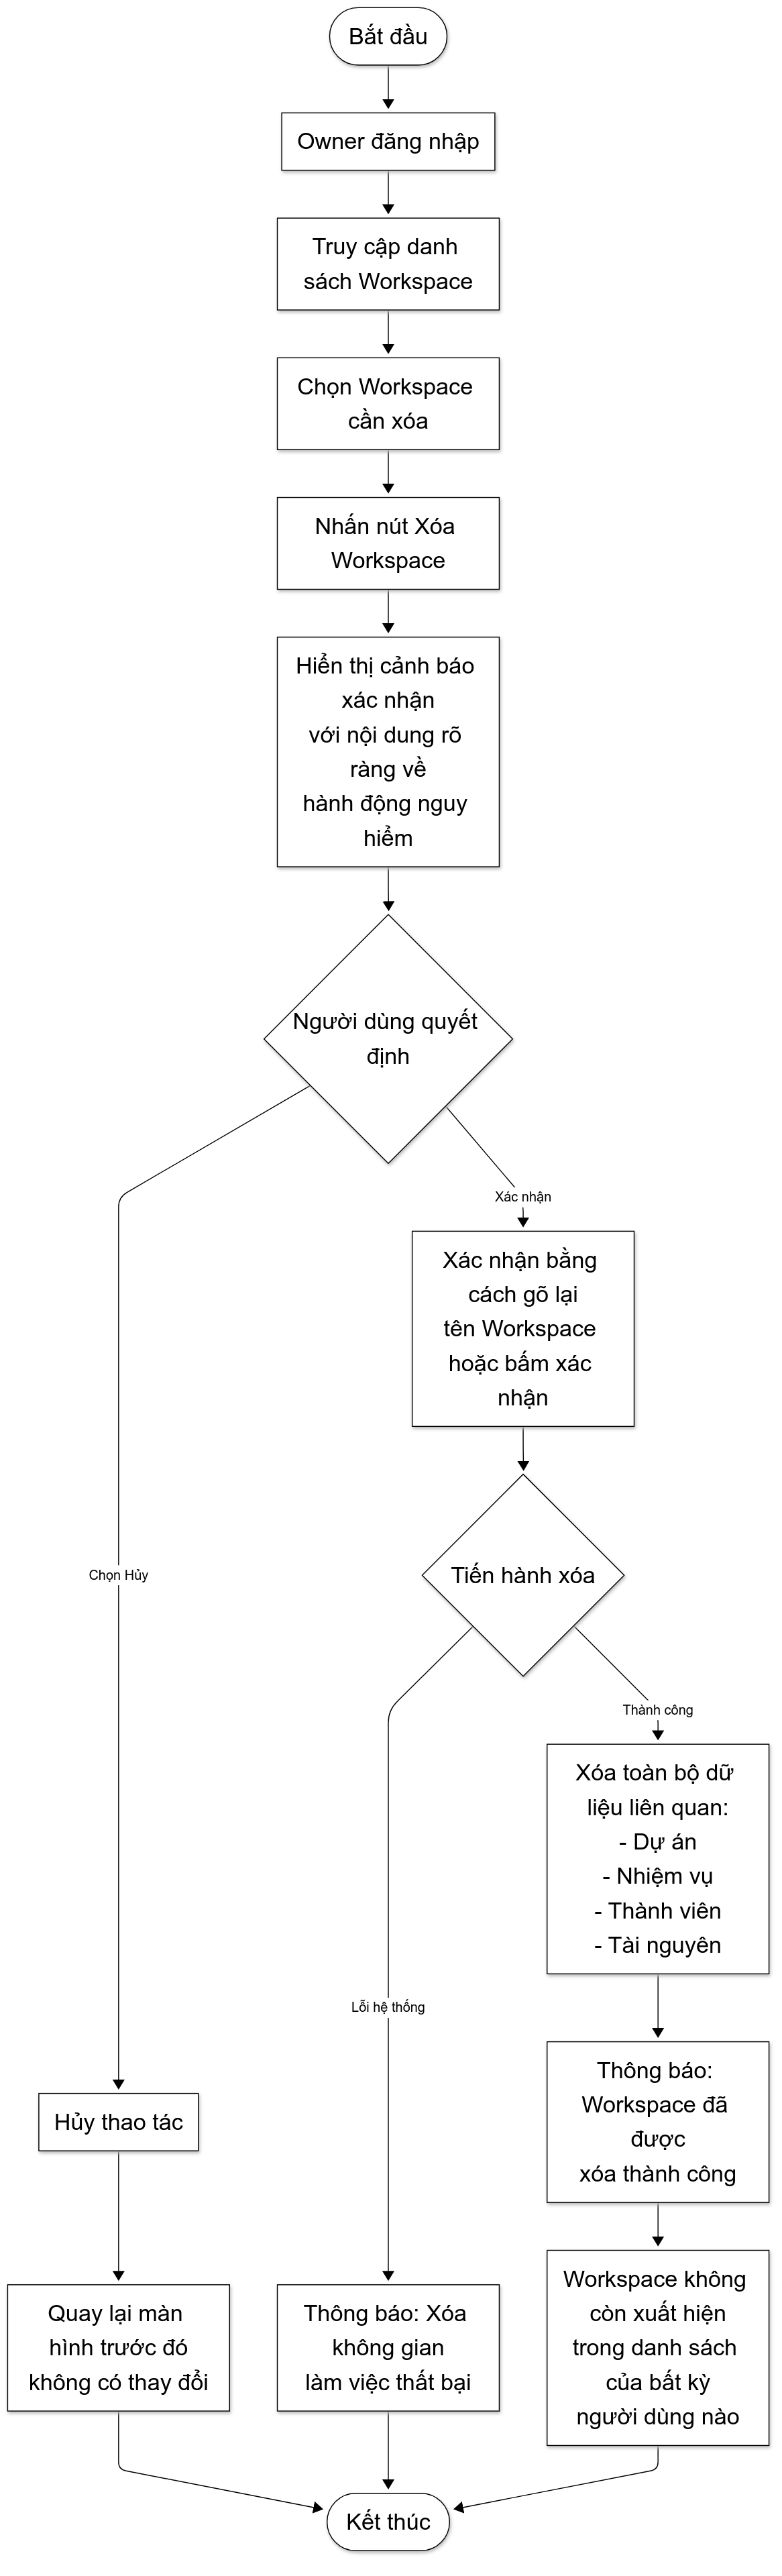 Bắt đầu
Owner đăng nhập
Truy cập danh
sách Workspace
Chọn Workspace
cần xóa
Nhấn nút Xóa
Workspace
Hiển thị cảnh báo
xác nhận
với nội dung rõ
ràng về
hành động nguy
hiểm
Người dùng quyết
định
Xác nhận
Xác nhận bằng
cách gõ lại
tên Workspace
hoặc bấm xác
nhận
Chọn Hủy
Tiến hành xóa
Thành công
Xóa toàn bộ dữ
liệu liên quan:
- Dự án
- Nhiệm vụ
- Thành viên
- Tài nguyên
Lỗi hệ thống
Thông báo:
Workspace đã
được
xóa thành công
Hủy thao tác
Quay lại màn
hình trước đó
không có thay đổi
Thông báo: Xóa
không gian
làm việc thất bại
Workspace không
còn xuất hiện
trong danh sách
của bất kỳ
người dùng nào
Kết thúc